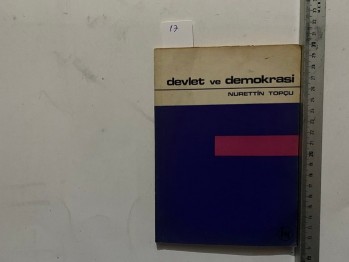 17
devlet ve demokrasi
NURETTİN TOPÇU